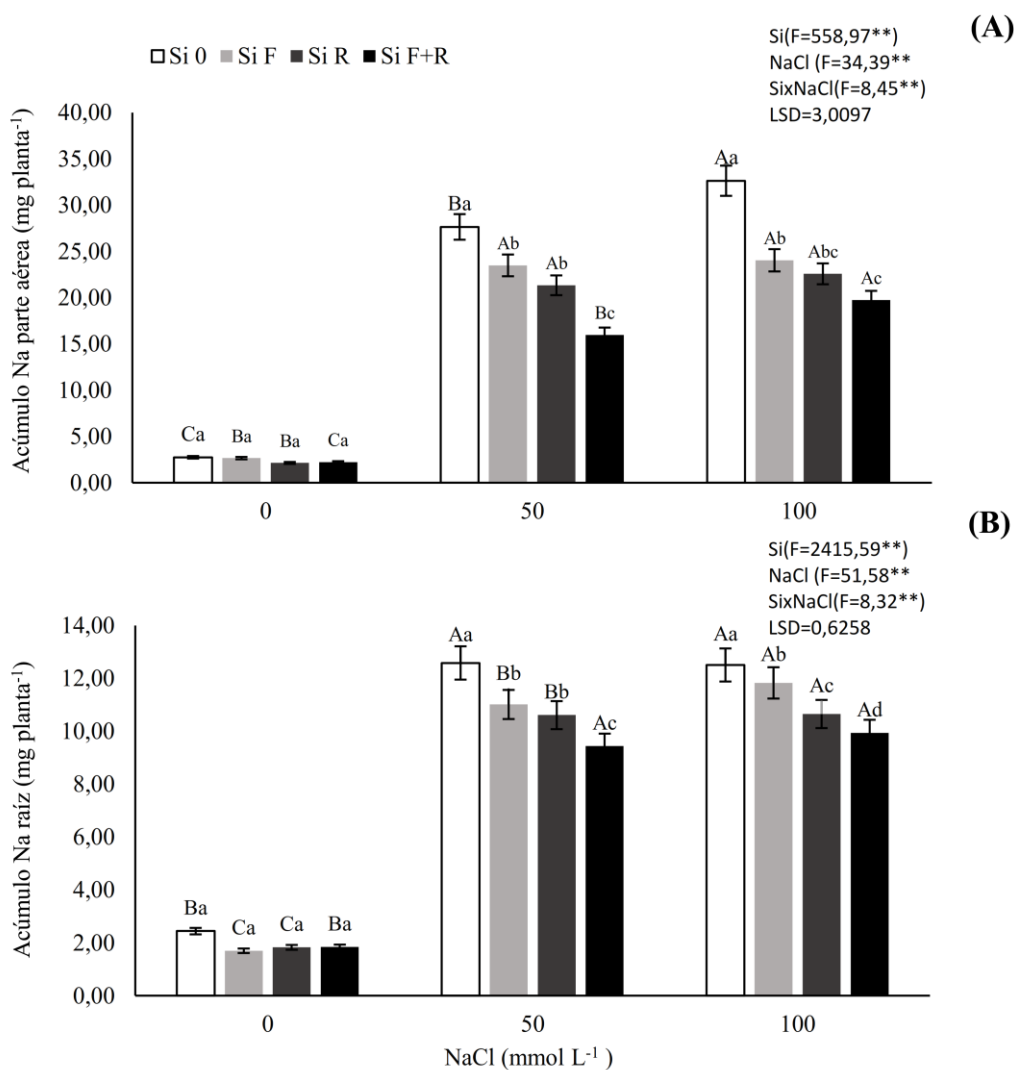 (A)
Si(F=558,97**)
NaCl (F=34,39**
SixNaCl(F=8,45**)
LSD=3,0097
Si 0 Si F Si R Si F+R
Acúmulo Na parte aérea (mg planta⁻¹)
40,00
35,00
30,00
25,00
20,00
15,00
10,00
5,00
0,00
Ca Ba Ba Ca
Ba Ab Ab Bc
Aa Ab Abc Ac
0 50 100
(B)
Si(F=2415,59**)
NaCl (F=51,58**
SixNaCl(F=8,32**)
LSD=0,6258
Acúmulo Na raíz (mg planta⁻¹)
14,00
12,00
10,00
8,00
6,00
4,00
2,00
0,00
Ba Ca Ca Ba
Aa Bb Bb Ac
Aa Ab Ac Ad
0 50 100
NaCl (mmol L⁻¹ )